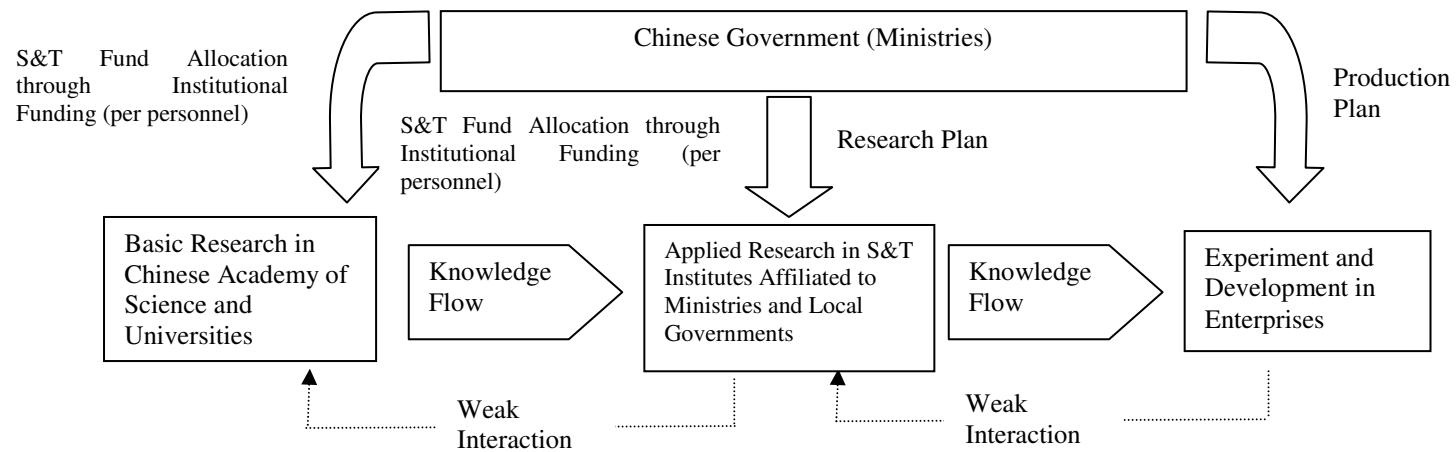 Chinese Government (Ministries)
S&T Fund Allocation
through Institutional
Funding (per personnel)
S&T Fund Allocation through
Institutional Funding (per
personnel)
Research Plan
Production
Plan
Basic Research in
Chinese Academy of
Science and
Universities
Knowledge
Flow
Applied Research in S&T
Institutes Affiliated to
Ministries and Local
Governments
Knowledge
Flow
Experiment and
Development in
Enterprises
Weak
Interaction
Weak
Interaction